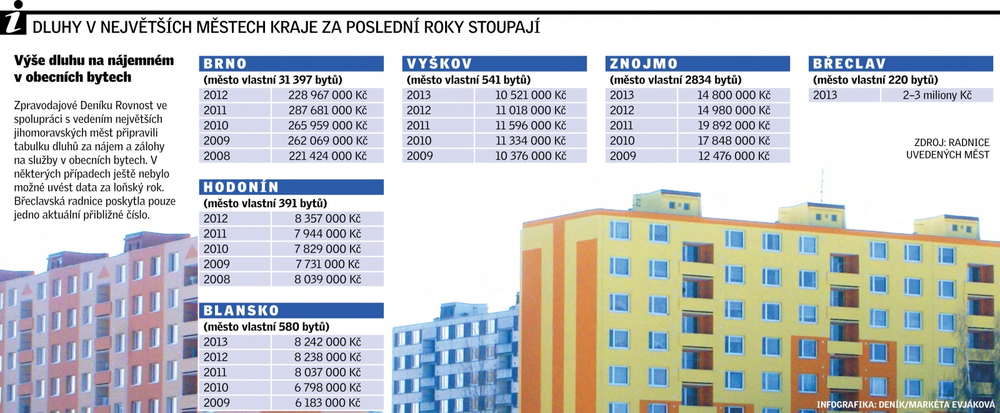 i
DLUHY V NEJVĚTŠÍCH MĚSTECH KRAJE ZA POSLEDNÍ ROKY STOUPAJÍ
Výše dluhu na nájemném
v obecních bytech
Zpravodajové Deníku Rovnost ve
spolupráci s vedením největších
jihomoravských měst připravili
tabulku dluhů za nájem a zálohy
na služby v obecních bytech. V
některých případech ještě nebylo
možné uvést data za loňský rok.
Břeclavská radnice poskytla pouze
jedno aktuální přibližné číslo.
BRNO
(město vlastní 31 397 bytů)
2012 228 967 000 Kč
2011 287 681 000 Kč
2010 265 959 000 Kč
2009 262 069 000 Kč
2008 221 424 000 Kč
HODONÍN
(město vlastní 391 bytů)
2012 8 357 000 Kč
2011 7 944 000 Kč
2010 7 829 000 Kč
2009 7 731 000 Kč
2008 8 039 000 Kč
BLANSKO
(město vlastní 580 bytů)
2013 8 242 000 Kč
2012 8 238 000 Kč
2011 8 037 000 Kč
2010 6 798 000 Kč
2009 6 183 000 Kč
VYŠKOV
(město vlastní 541 bytů)
2013 10 521 000 Kč
2012 11 018 000 Kč
2011 11 596 000 Kč
2010 11 334 000 Kč
2009 10 376 000 Kč
ZNOJMO
(město vlastní 2834 bytů)
2013 14 800 000 Kč
2012 14 980 000 Kč
2011 19 892 000 Kč
2010 17 848 000 Kč
2009 12 476 000 Kč
BŘECLAV
(město vlastní 220 bytů)
2013 2–3 miliony Kč
ZDROJ: RADNICE
UVEDENÝCH MĚST
INFOGRAFIKA: DENÍK/MARKÉTA EVJÁKOVÁ